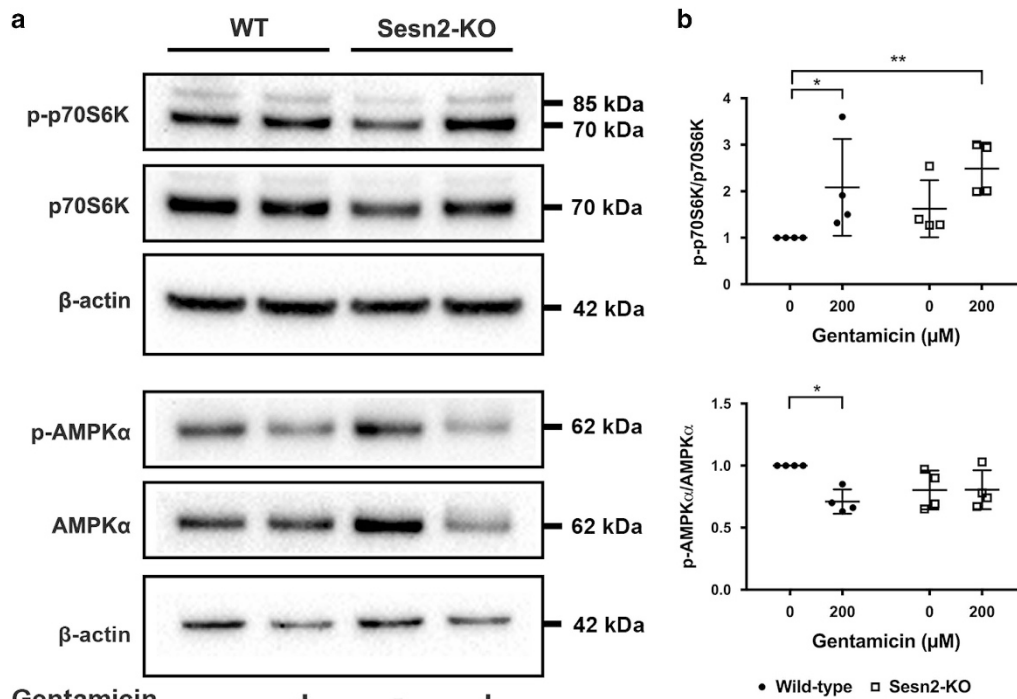 a
WT Sesn2-KO
p-p70S6K
85 kDa
70 kDa
p70S6K
70 kDa
β-actin
42 kDa
p-AMPKα
62 kDa
AMPKα
62 kDa
β-actin
42 kDa
Gentamicin
b
**
*
p-p70S6K/p70S6K
4
3
2
1
0
0 200 0 200
Gentamicin (μM)
*
p-AMPKα/AMPKα
1.5
1.0
0.5
0.0
0 200 0 200
Gentamicin (μM)
Wild-type Sesn2-KO